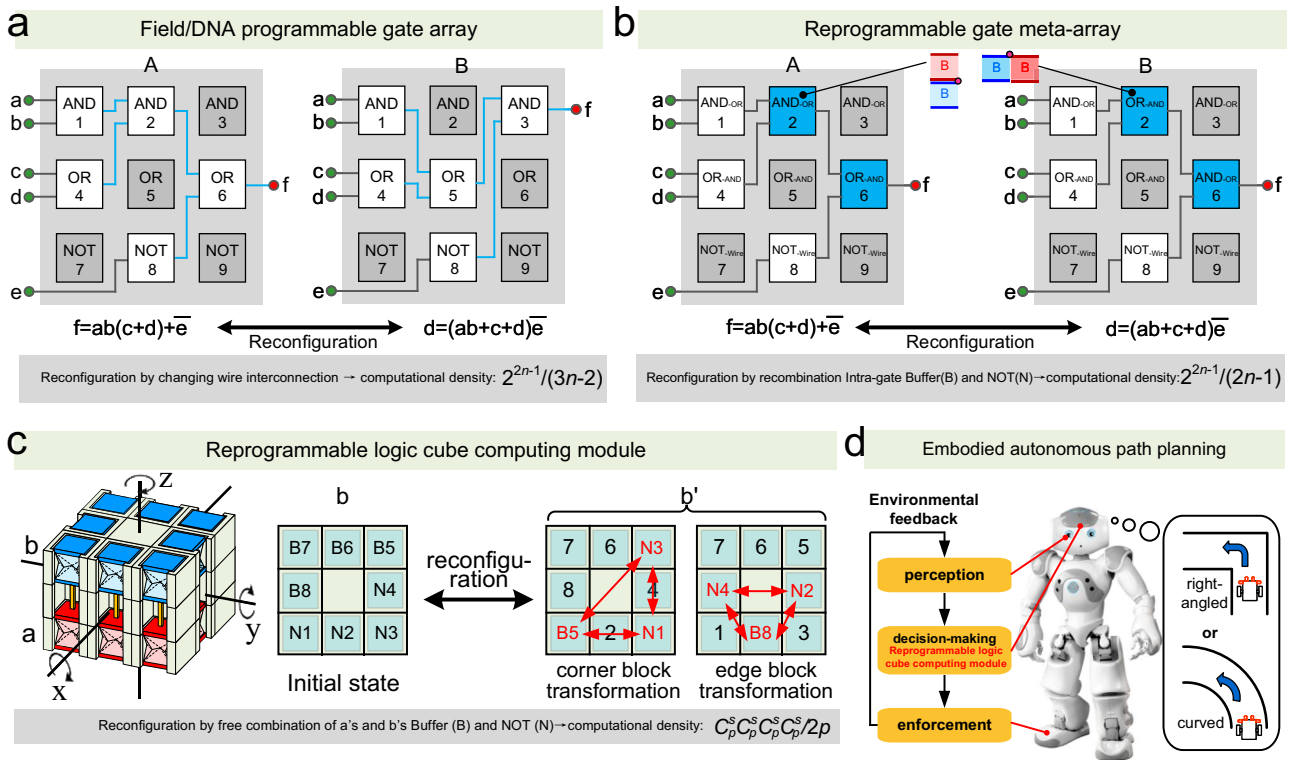 a
Field/DNA programmable gate array
A
B
a
b
c
d
e
AND
1
AND
2
AND
3
OR
4
OR
5
OR
6
NOT
7
NOT
8
NOT
9
f
a
b
c
d
e
AND
1
AND
2
AND
3
OR
4
OR
5
OR
6
NOT
7
NOT
8
NOT
9
f
f=ab(c+d)+e̅
Reconfiguration
d=(ab+c+d)e̅
Reconfiguration by changing wire interconnection → computational density: 2^{2n-1}/(3n-2)
b
Reprogrammable gate meta-array
A
B
B
B
B
B
a
b
c
d
e
AND-OR
1
AND-OR
2
AND-OR
3
OR-AND
4
OR-AND
5
OR-AND
6
NOT-Wire
7
NOT-Wire
8
NOT-Wire
9
f
a
b
c
d
e
AND-OR
1
OR-AND
2
AND-OR
3
OR-AND
4
OR-AND
5
AND-OR
6
NOT-Wire
7
NOT-Wire
8
NOT-Wire
9
f
f=ab(c+d)+e̅
Reconfiguration
d=(ab+c+d)e̅
Reconfiguration by recombination Intra-gate Buffer(B) and NOT(N)→computational density: 2^{2n-1}/(2n-1)
c
Reprogrammable logic cube computing module
z
b
a
x
y
b
B7 B6 B5
B8 N4
N1 N2 N3
Initial state
reconfigu-
ration
b'
7 6 N3
8 4
B5 2 N1
corner block
transformation
7 6 5
N4 N2
1 B8 3
edge block
transformation
Reconfiguration by free combination of a's and b's Buffer (B) and NOT (N)→computational density: C_p^s C_p^s C_p^s C_p^s/2p
d
Embodied autonomous path planning
Environmental
feedback
perception
decision-making
Reprogrammable logic
cube computing module
enforcement
right-
angled
or
curved